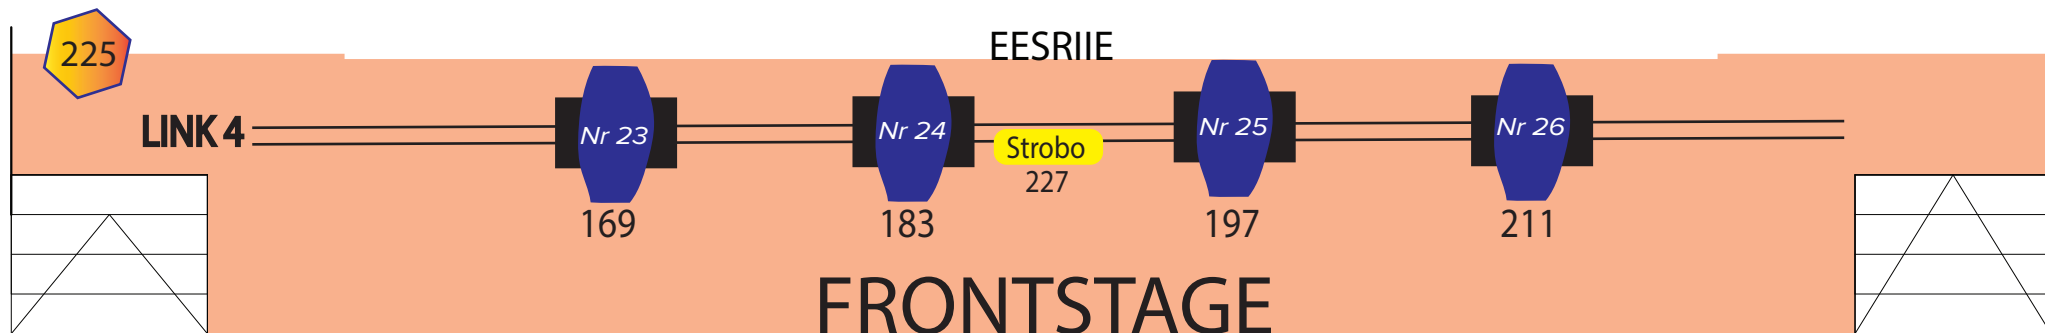 EESRIIE
225
LINK 4
Nr 23
Nr 24
Strobo
Nr 25
Nr 26
227
169
183
197
211
FRONTSTAGE